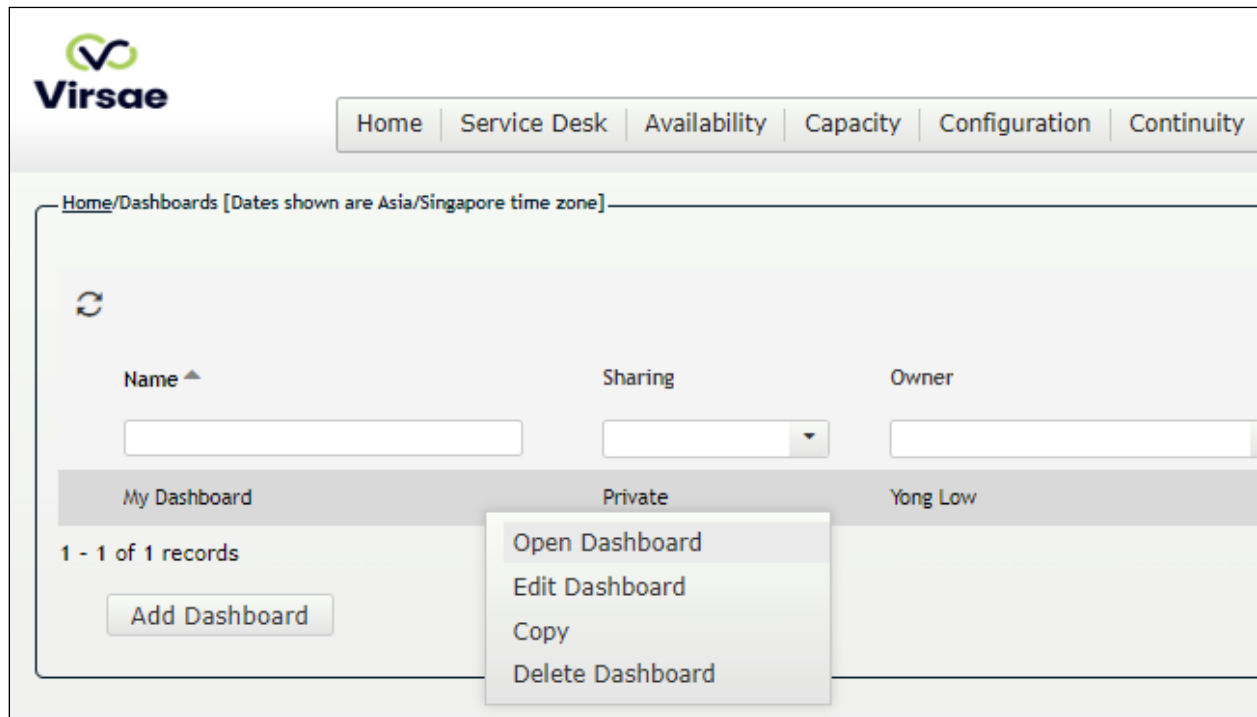 Virsae
Home Service Desk Availability Capacity Configuration Continuity
Home/Dashboards [Dates shown are Asia/Singapore time zone]
Name Sharing Owner
My Dashboard Private Yong Low
Open Dashboard
1 - 1 of 1 records
Edit Dashboard
Add Dashboard
Copy
Delete Dashboard